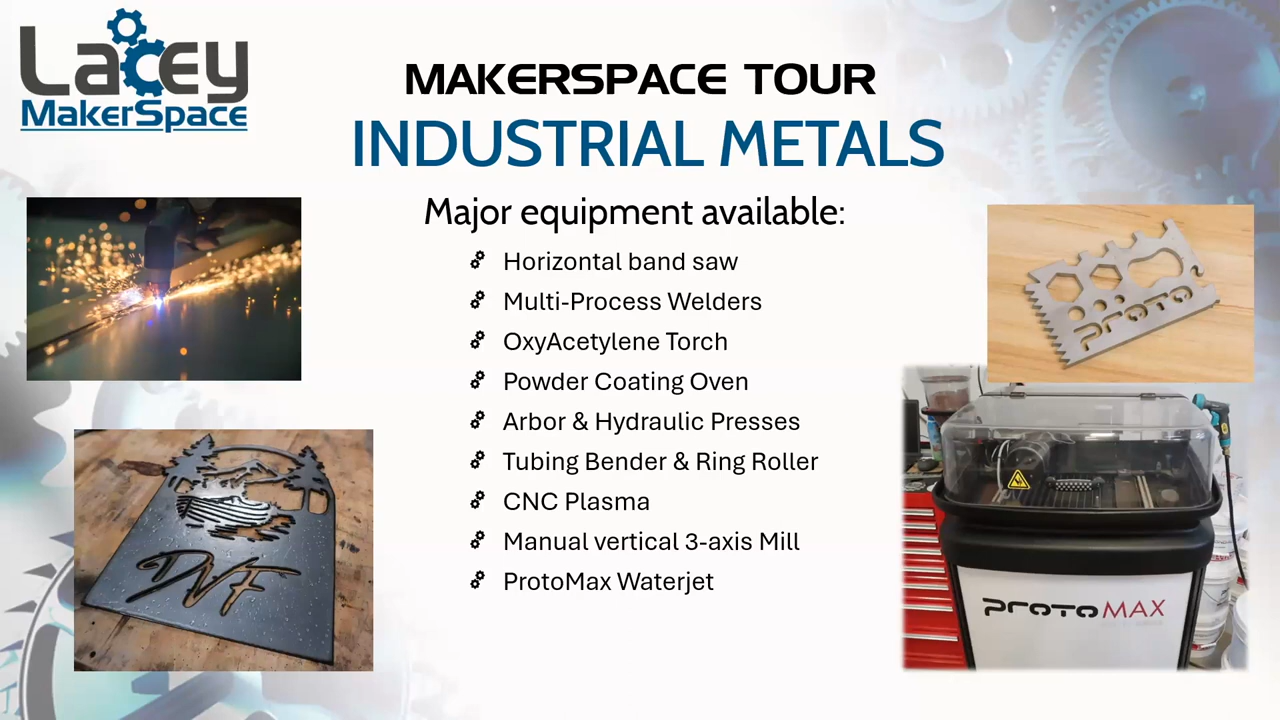 Lacey
MakerSpace
MAKERSPACE TOUR
INDUSTRIAL METALS
Major equipment available:
Horizontal band saw
Multi-Process Welders
OxyAcetylene Torch
Powder Coating Oven
Arbor & Hydraulic Presses
Tubing Bender & Ring Roller
CNC Plasma
Manual vertical 3-axis Mill
ProtoMax Waterjet
PROTO
DVF
PROTOMAX